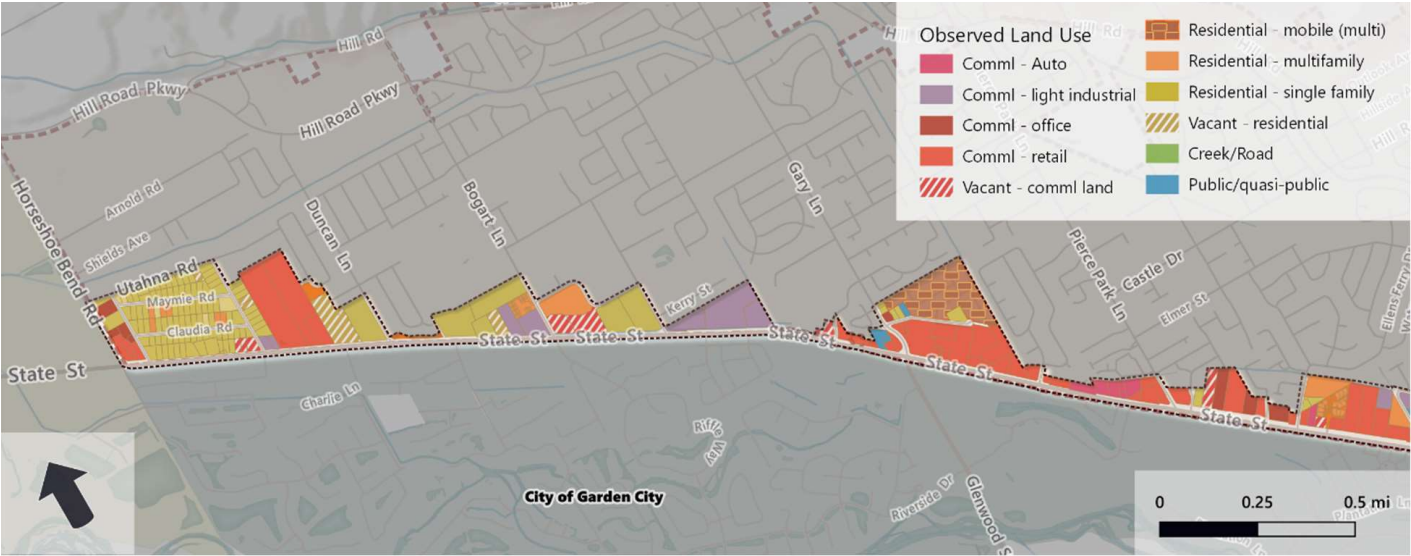 Observed Land Use
Comml - Auto
Comml - light industrial
Comml - office
Comml - retail
Vacant - comml land
Residential - mobile (multi)
Residential - multifamily
Residential - single family
Vacant - residential
Creek/Road
Public/quasi-public
Hill Rd
Hill Road Pkwy
Hill Road Pkwy
Horseshoe Bend Rd
Arnold Rd
Shields Ave
Utahna Rd
Maymie Rd
Claudia Rd
Duncan Ln
Bogart Ln
Gary Ln
Kerry St
Pierce Park Ln
Castle Dr
Elmer St
State St
State St
State St
State St
State St
State St
Charlie Ln
Riffle Way
Riverside Dr
Glenwood S
City of Garden City
0 0.25 0.5 mi